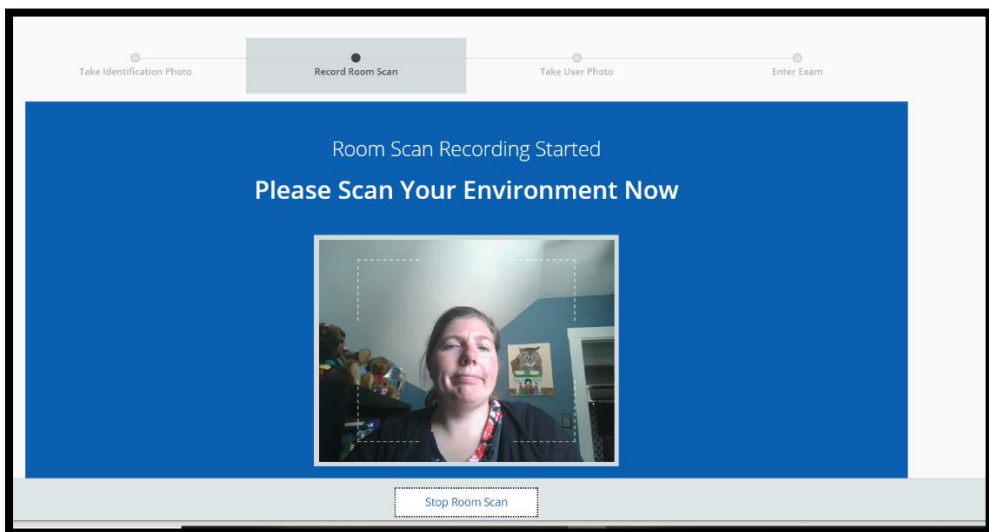 Take Identification Photo
Record Room Scan
Take User Photo
Enter Exam
Room Scan Recording Started
Please Scan Your Environment Now
Stop Room Scan